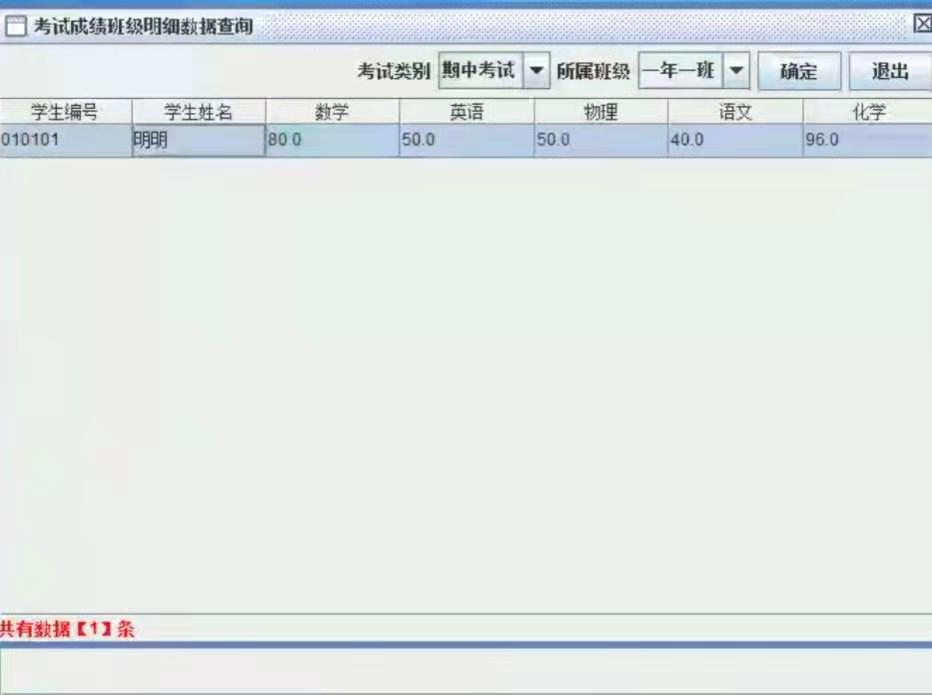 考试成绩班级明细数据查询
考试类别 期中考试 所属班级 一年一班 确定 退出
学生编号 学生姓名 数学 英语 物理 语文 化学
010101 明明 80.0 50.0 50.0 40.0 96.0
共有数据【1】条